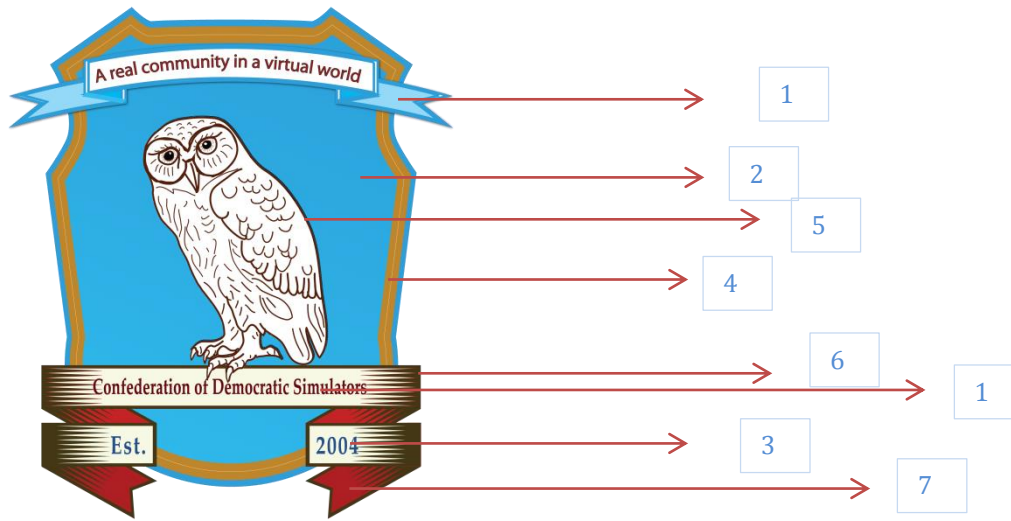 A real community in a virtual world
1
2
5
4
6
Confederation of Democratic Simulators
1
Est. 2004
3
7